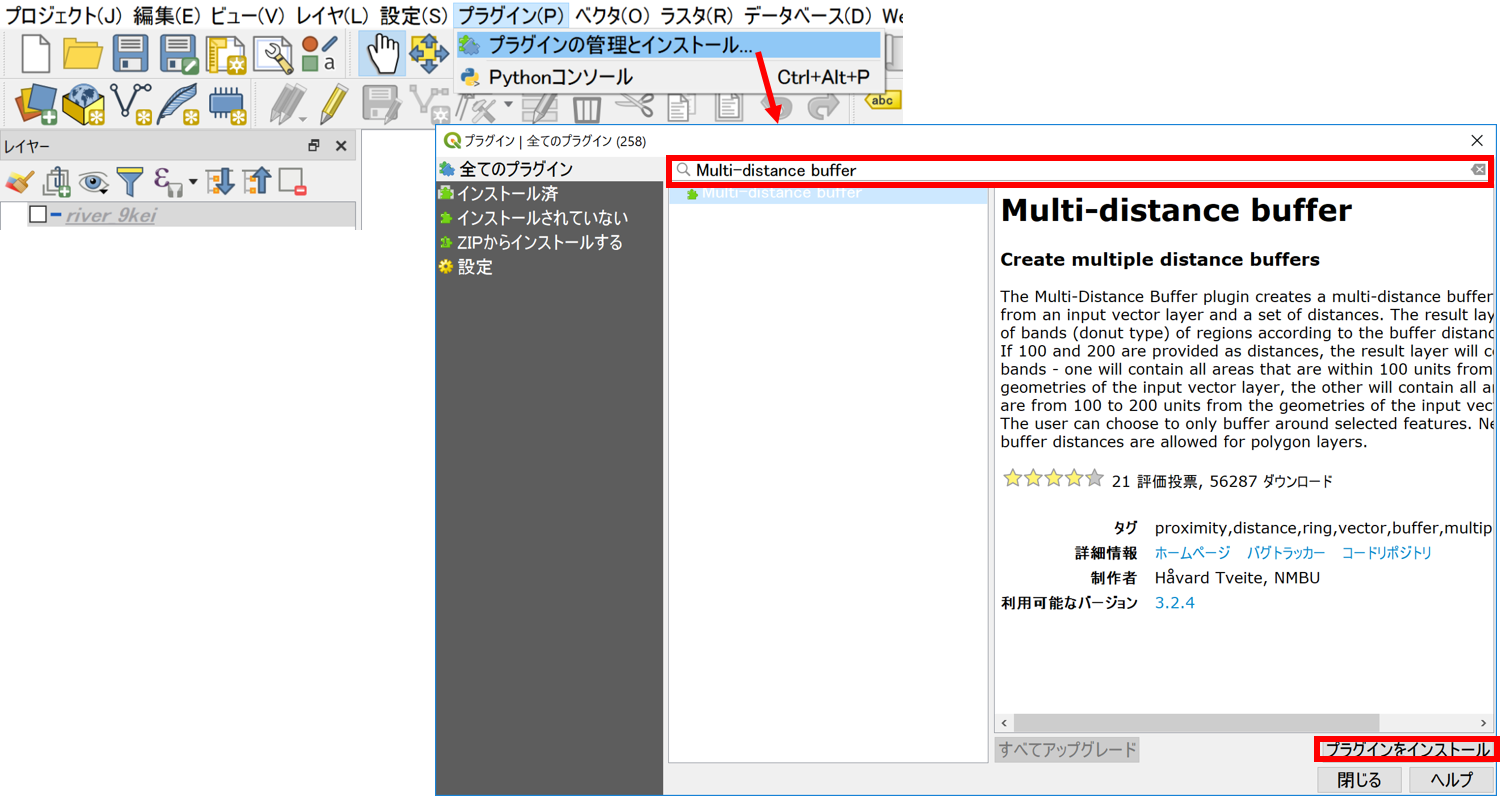 プロジェクト(J) 編集(E) ビュー(V) レイヤ(L) 設定(S) プラグイン(P) ベクタ(O) ラスタ(R) データベース(D) We
プラグインの管理とインストール...
Pythonコンソール Ctrl+Alt+P
a
abc
レイヤー
river 9kei
プラグイン | 全てのプラグイン (258)
全てのプラグイン
インストール済
インストールされていない
ZIPからインストールする
設定
Multi-distance buffer
Multi-distance buffer
Multi-distance buffer
Create multiple distance buffers
The Multi-Distance Buffer plugin creates a multi-distance buffer
from an input vector layer and a set of distances. The result lay
of bands (donut type) of regions according to the buffer distanc
If 100 and 200 are provided as distances, the result layer will c
bands - one will contain all areas that are within 100 units from
geometries of the input vector layer, the other will contain all a
are from 100 to 200 units from the geometries of the input vec
The user can choose to only buffer around selected features. Ne
buffer distances are allowed for polygon layers.
21 評価投票, 56287 ダウンロード
タグ proximity,distance,ring,vector,buffer,multip
詳細情報 ホームページ バグトラッカー コードリポジトリ
制作者 Håvard Tveite, NMBU
利用可能なバージョン 3.2.4
すべてアップグレード
プラグインをインストール
閉じる ヘルプ